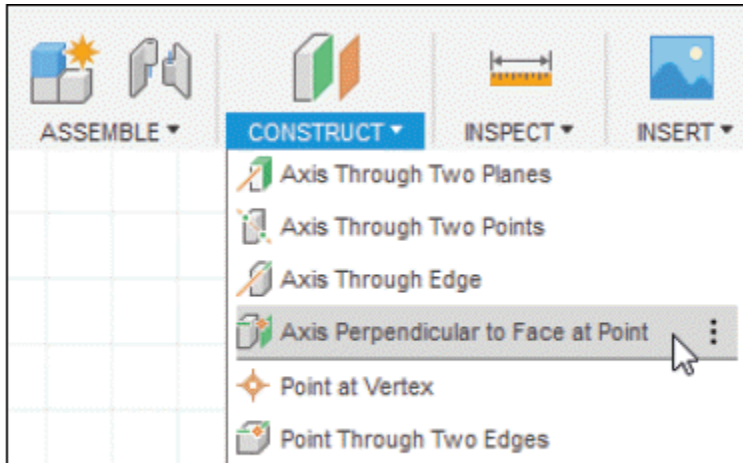 ASSEMBLE CONSTRUCT INSPECT INSERT
Axis Through Two Planes
Axis Through Two Points
Axis Through Edge
Axis Perpendicular to Face at Point
Point at Vertex
Point Through Two Edges